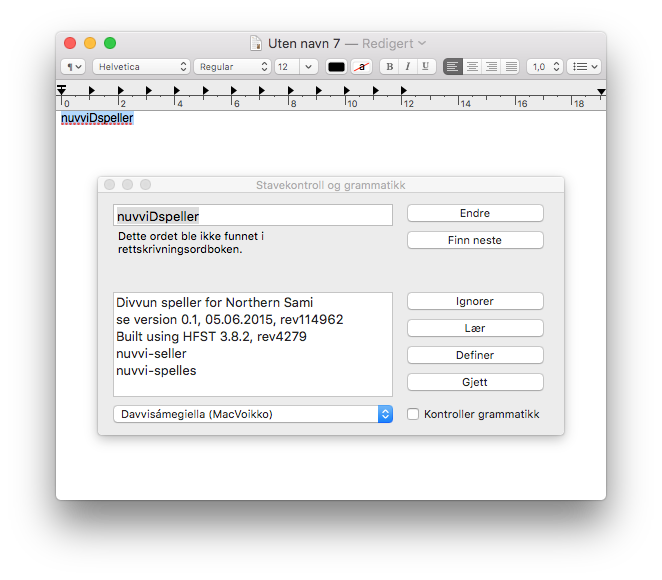 Uten navn 7 — Redigert
¶ Helvetica Regular 12 a B I U 1,0
0 2 4 6 8 10 12 14 16 18
nuvviDspeller
Stavekontroll og grammatikk
nuvviDspeller
Endre
Dette ordet ble ikke funnet i
rettskrivningsordboken.
Finn neste
Divvun speller for Northern Sami
se version 0.1, 05.06.2015, rev114962
Built using HFST 3.8.2, rev4279
nuvvi-seller
nuvvi-spelles
Ignorer
Lær
Definer
Gjett
Davvisámegiella (MacVoikko)
Kontroller grammatikk